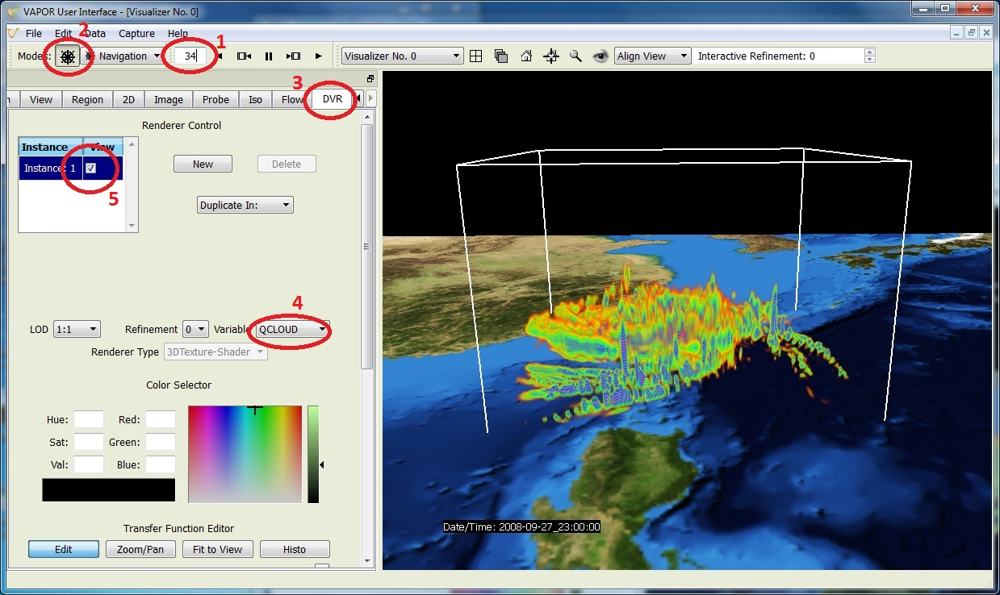 VAPOR User Interface - [Visualizer No. 0]
File Edit Data Capture Help
2
1
Modes: Navigation 34 Visualizer No. 0 Align View Interactive Refinement: 0
3
View Region 2D Image Probe Iso Flow DVR
Renderer Control
Instance View
Instance: 1
5
New Delete
Duplicate In:
4
LOD 1:1 Refinement 0 Variable QCLOUD
Renderer Type 3DTexture-Shader
Color Selector
Hue: Red:
Sat: Green:
Val: Blue:
Transfer Function Editor
Edit Zoom/Pan Fit to View Histo
Date/Time: 2008-09-27_23:00:00